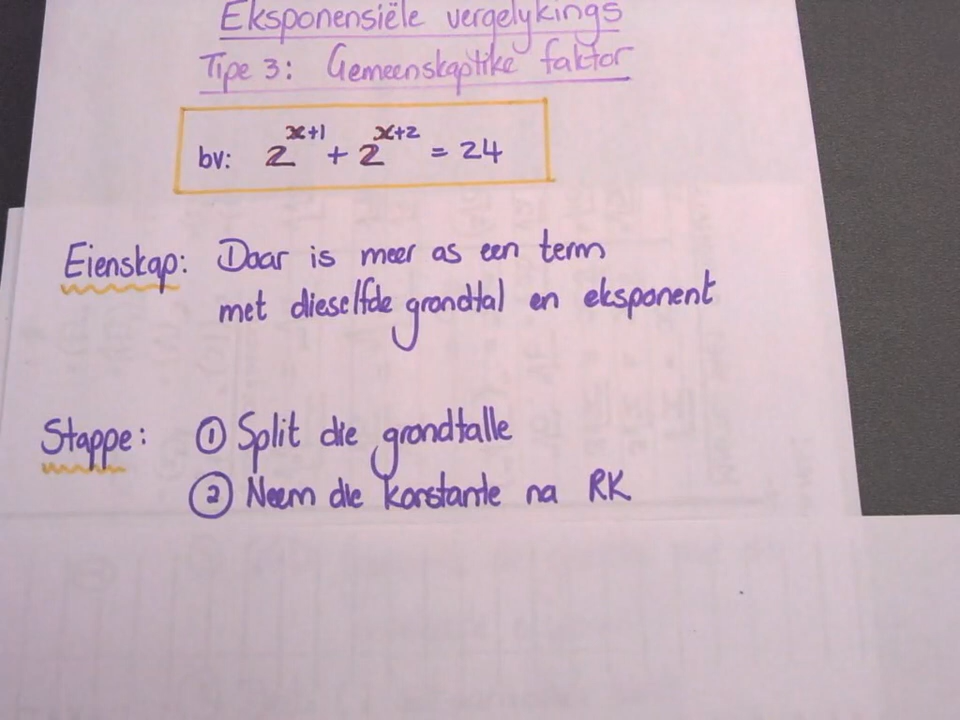 Eksponensiële vergelykings
Tipe 3: Gemeenskaplike faktor
bv: 2^{x+1} + 2^{x+2} = 24
Eienskap: Daar is meer as een term
met dieselfde grondtal en eksponent
Stappe: ① Split die grondtalle
② Neem die konstante na RK